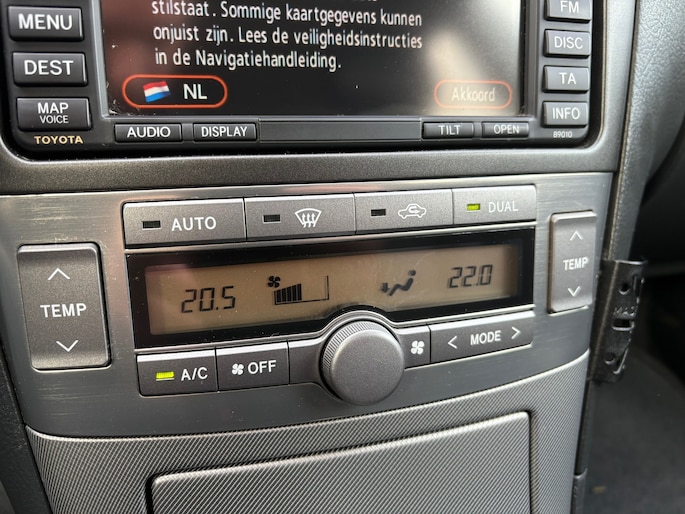 stilstaat. Sommige kaartgegevens kunnen
onjuist zijn. Lees de veiligheidsinstructies
in de Navigatiehandleiding.
NL
Akkoord
MENU
DEST
MAP
VOICE
TOYOTA
FM
DISC
TA
INFO
B9010
AUDIO
DISPLAY
TILT
OPEN
AUTO
DUAL
TEMP
20.5
22.0
TEMP
A/C
OFF
MODE